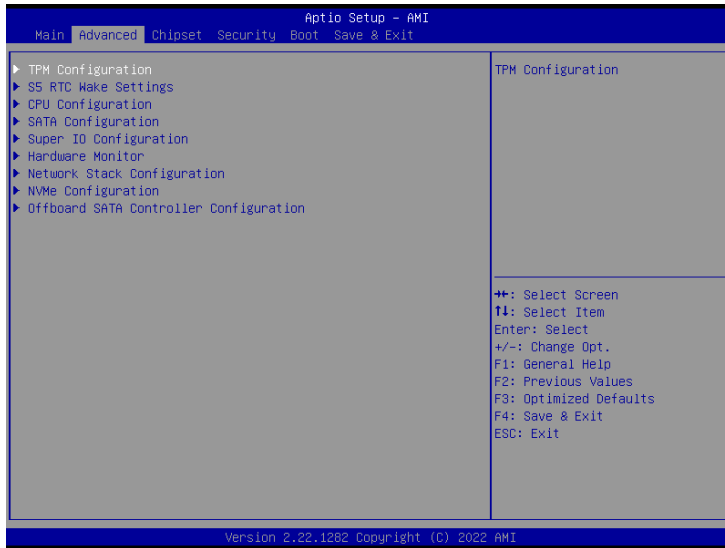 Aptio Setup - AMI
Main Advanced Chipset Security Boot Save & Exit
TPM Configuration
S5 RTC Wake Settings
CPU Configuration
SATA Configuration
Super IO Configuration
Hardware Monitor
Network Stack Configuration
NVMe Configuration
Offboard SATA Controller Configuration
TPM Configuration
→←: Select Screen
↑↓: Select Item
Enter: Select
+/-: Change Opt.
F1: General Help
F2: Previous Values
F3: Optimized Defaults
F4: Save & Exit
ESC: Exit
Version 2.22.1282 Copyright (C) 2022 AMI